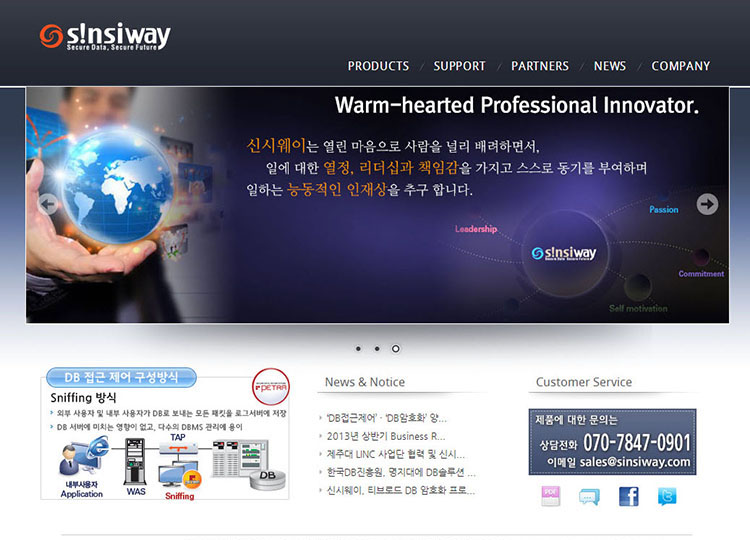 s!nsiway
Secure Data, Secure Future
PRODUCTS / SUPPORT / PARTNERS / NEWS / COMPANY
Warm-hearted Professional Innovator.
신시웨이는 열린 마음으로 사람을 널리 배려하면서,
일에 대한 열정, 리더십과 책임감을 가지고 스스로 동기를 부여하며
일하는 능동적인 인재상을 추구 합니다.
Passion
Leadership
s!nsiway
Secure Data, Secure Future
Commitment
Self motivation
DB 접근 제어 구성방식
PETRA
Sniffing 방식
외부 사용자 및 내부 사용자가 DB로 보내는 모든 패킷을 로그서버에 저장
DB 서버에 미치는 영향이 없고, 다수의 DBMS 관리에 용이
TAP
내부사용자
Application
WAS
Sniffing
DB
News & Notice
'DB접근제어' · 'DB암호화' 양...
2013년 상반기 Business R...
제주대 LINC 사업단 협력 및 신시...
한국DB진흥원, 명지대에 DB솔루션 ...
신시웨이, 티브로드 DB 암호화 프로...
Customer Service
제품에 대한 문의는
상담전화 070-7847-0901
이메일 sales@sinsiway.com
PDF